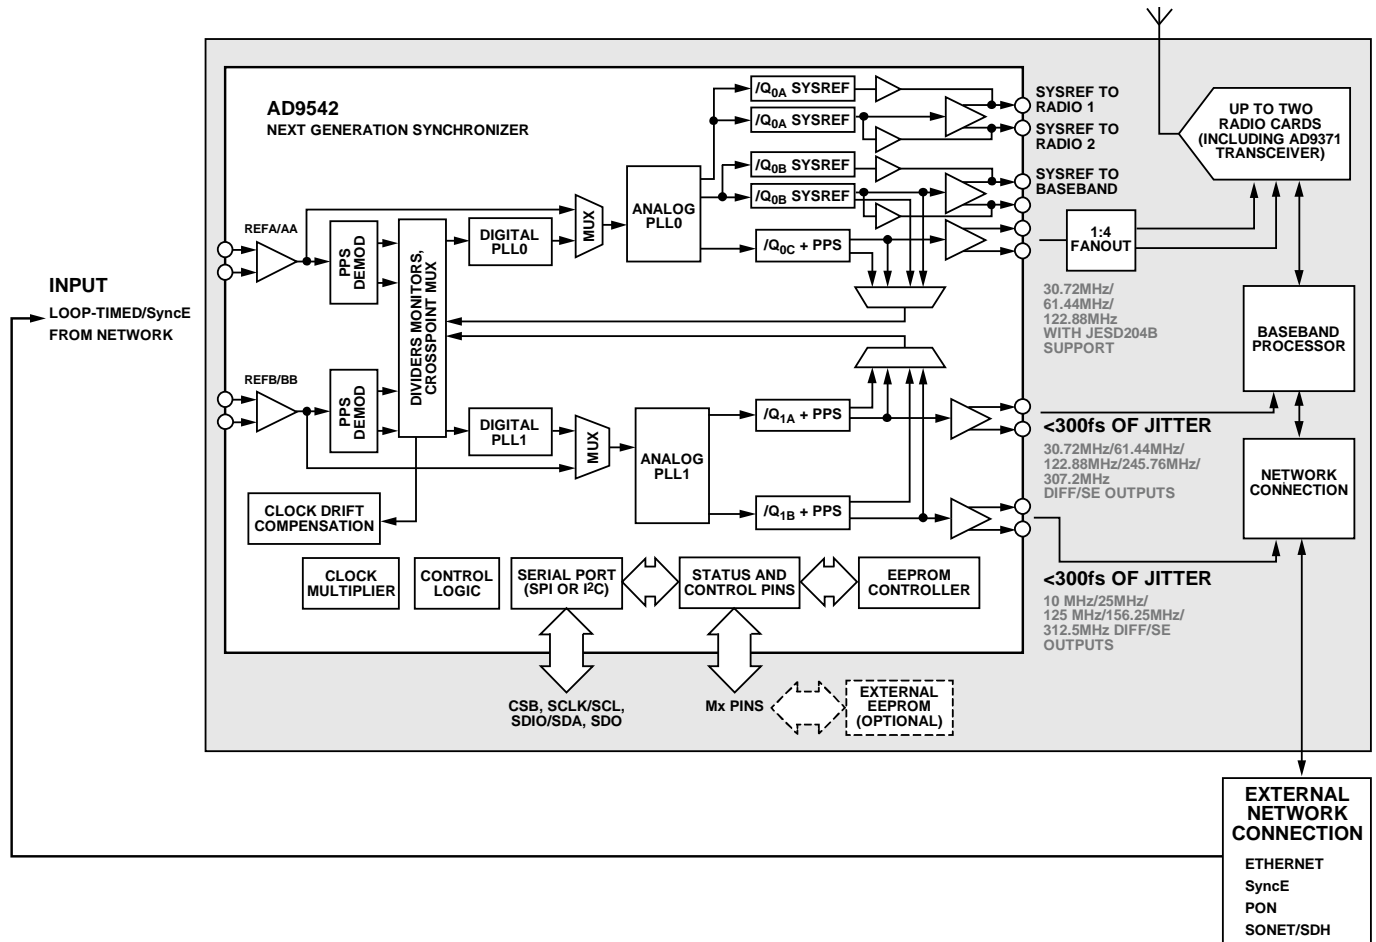 AD9542
NEXT GENERATION SYNCHRONIZER
/Q0A SYSREF
/Q0A SYSREF
/Q0B SYSREF
/Q0B SYSREF
/Q0C + PPS
SYSREF TO
RADIO 1
SYSREF TO
RADIO 2
SYSREF TO
BASEBAND
UP TO TWO
RADIO CARDS
(INCLUDING AD9371
TRANSCEIVER)
1:4
FANOUT
30.72MHz/
61.44MHz/
122.88MHz
WITH JESD204B
SUPPORT
INPUT
LOOP-TIMED/SyncE
FROM NETWORK
REFA/AA
PPS
DEMOD
DIVIDERS MONITORS,
CROSSPOINT MUX
DIGITAL
PLL0
MUX
ANALOG
PLL0
BASEBAND
PROCESSOR
REFB/BB
PPS
DEMOD
DIGITAL
PLL1
MUX
ANALOG
PLL1
/Q1A + PPS
/Q1B + PPS
<300fs OF JITTER
30.72MHz/61.44MHz/
122.88MHz/245.76MHz/
307.2MHz
DIFF/SE OUTPUTS
NETWORK
CONNECTION
CLOCK DRIFT
COMPENSATION
CLOCK
MULTIPLIER
CONTROL
LOGIC
SERIAL PORT
(SPI OR I2C)
STATUS AND
CONTROL PINS
EEPROM
CONTROLLER
<300fs OF JITTER
10 MHz/25MHz/
125 MHz/156.25MHz/
312.5MHz DIFF/SE
OUTPUTS
CSB, SCLK/SCL,
SDIO/SDA, SDO
Mx PINS
EXTERNAL
EEPROM
(OPTIONAL)
EXTERNAL
NETWORK
CONNECTION
ETHERNET
SyncE
PON
SONET/SDH